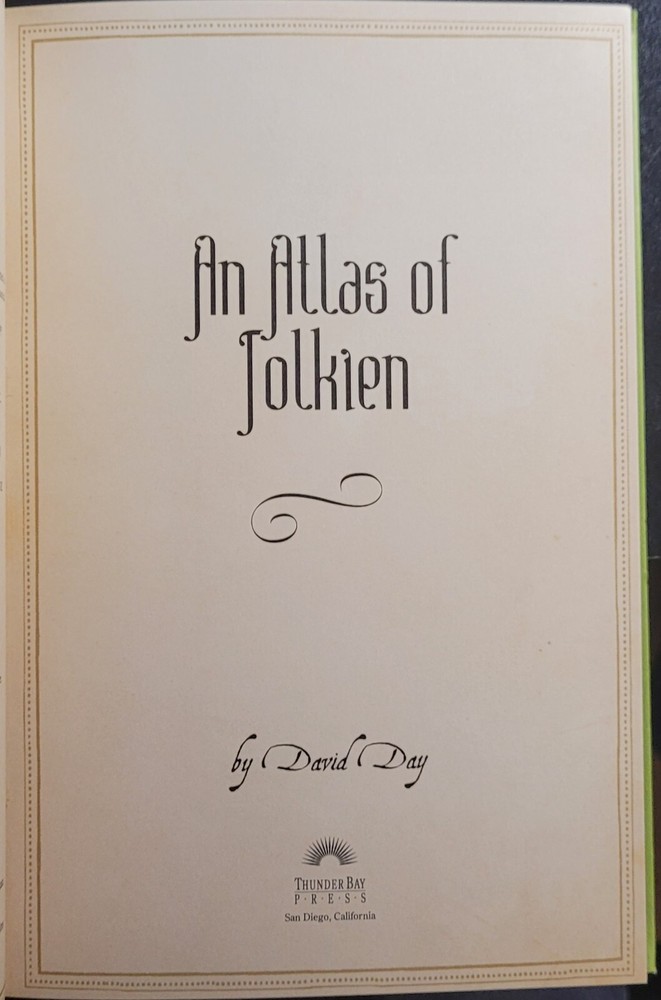 An Atlas of
Tolkien
by David Day
THUNDER BAY
P·R·E·S·S
San Diego, California